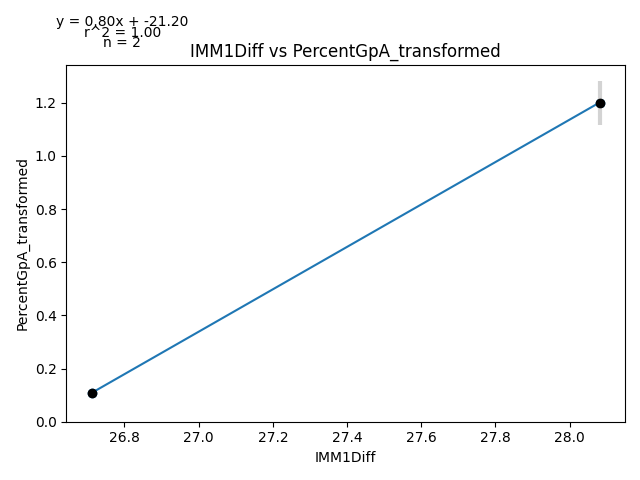 y = 0.80x + -21.20
r^2 = 1.00
n = 2
IMM1Diff vs PercentGpA_transformed
1.2
1.0
0.8
0.6
0.4
0.2
0.0
PercentGpA_transformed
26.8 27.0 27.2 27.4 27.6 27.8 28.0
IMM1Diff